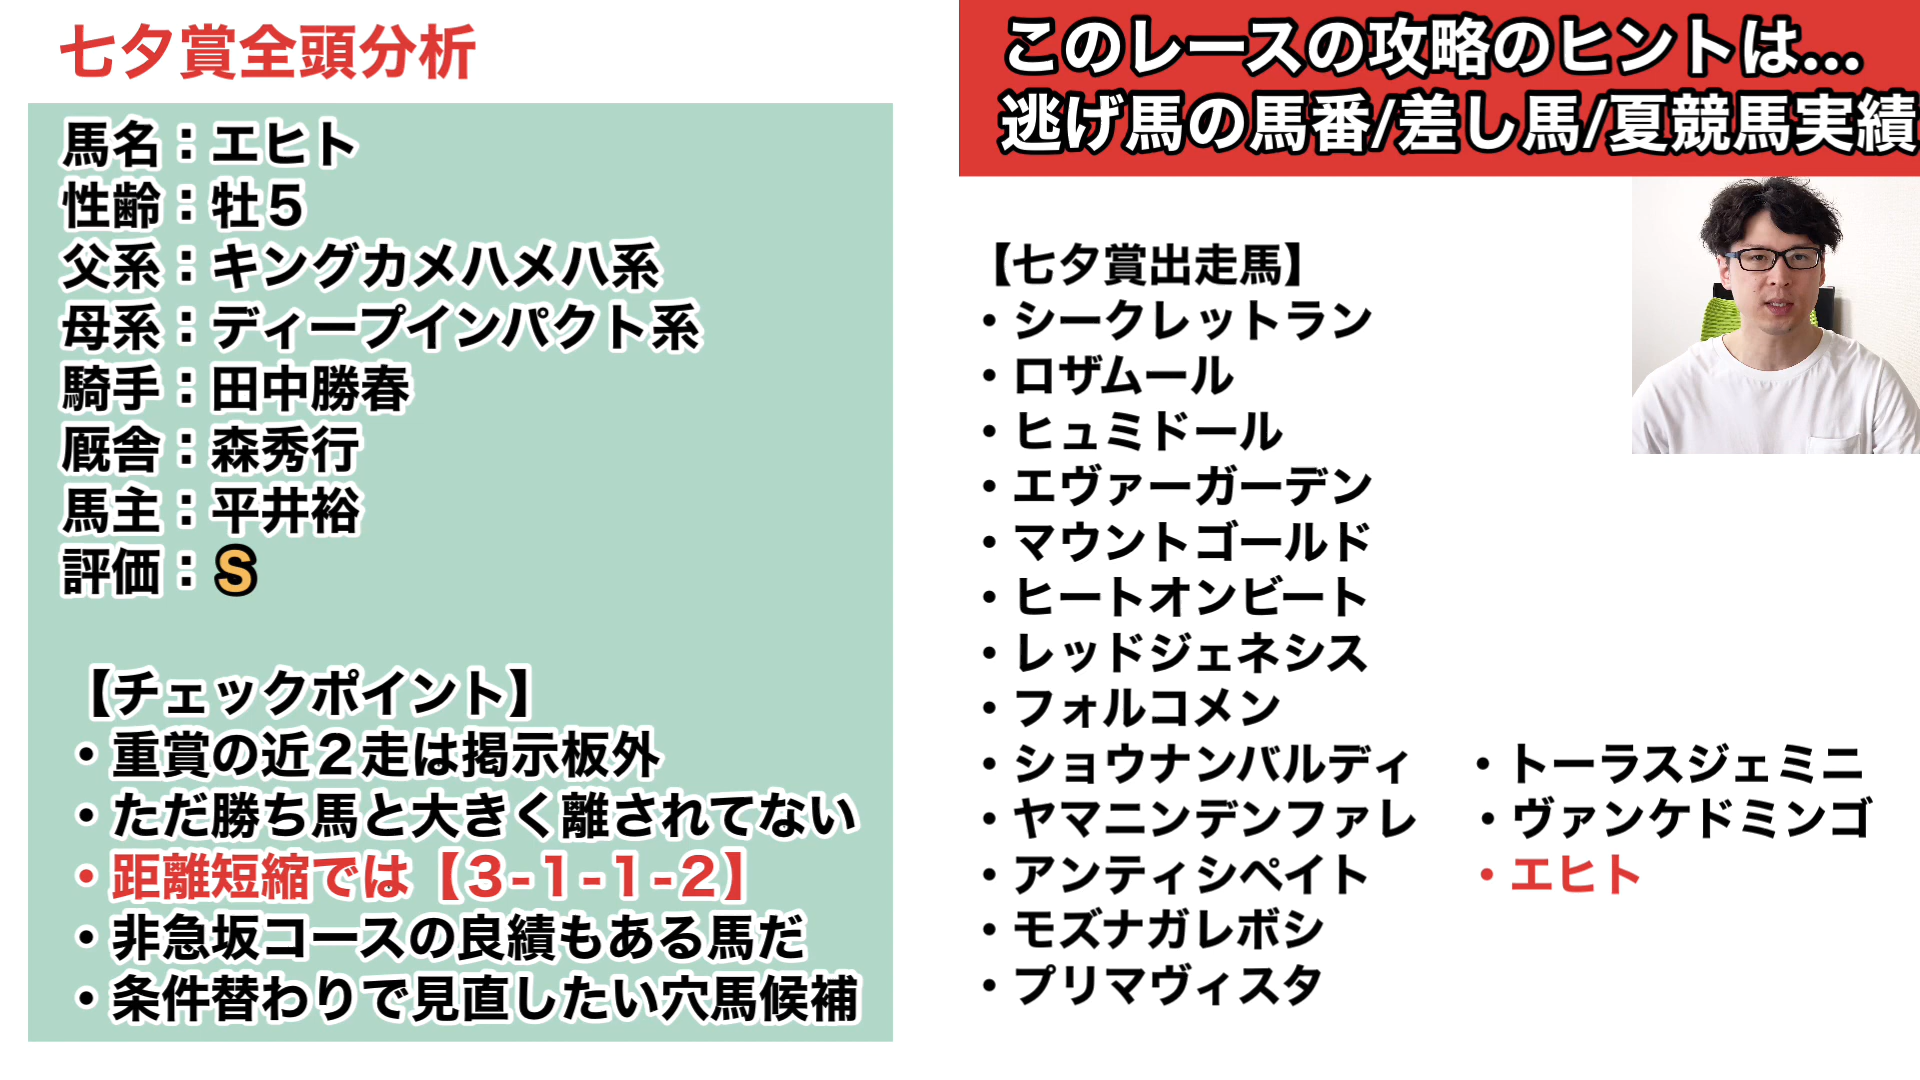 七夕賞全頭分析
馬名：エヒト
性齢：牡５
父系：キングカメハメハ系
母系：ディープインパクト系
騎手：田中勝春
厩舎：森秀行
馬主：平井裕
評価：S
【チェックポイント】
・重賞の近２走は掲示板外
・ただ勝ち馬と大きく離されてない
・距離短縮では【３-１-１-２】
・非急坂コースの良績もある馬だ
・条件替わりで見直したい穴馬候補
このレースの攻略のヒントは...
逃げ馬の馬番/差し馬/夏競馬実績
【七夕賞出走馬】
・シークレットラン
・ロザムール
・ヒュミドール
・エヴァーガーデン
・マウントゴールド
・ヒートオンビート
・レッドジェネシス
・フォルコメン
・ショウナンバルディ
・ヤマニンデンファレ
・アンティシペイト
・モズナガレボシ
・プリマヴィスタ
・トーラスジェミニ
・ヴァンケドミンゴ
・エヒト